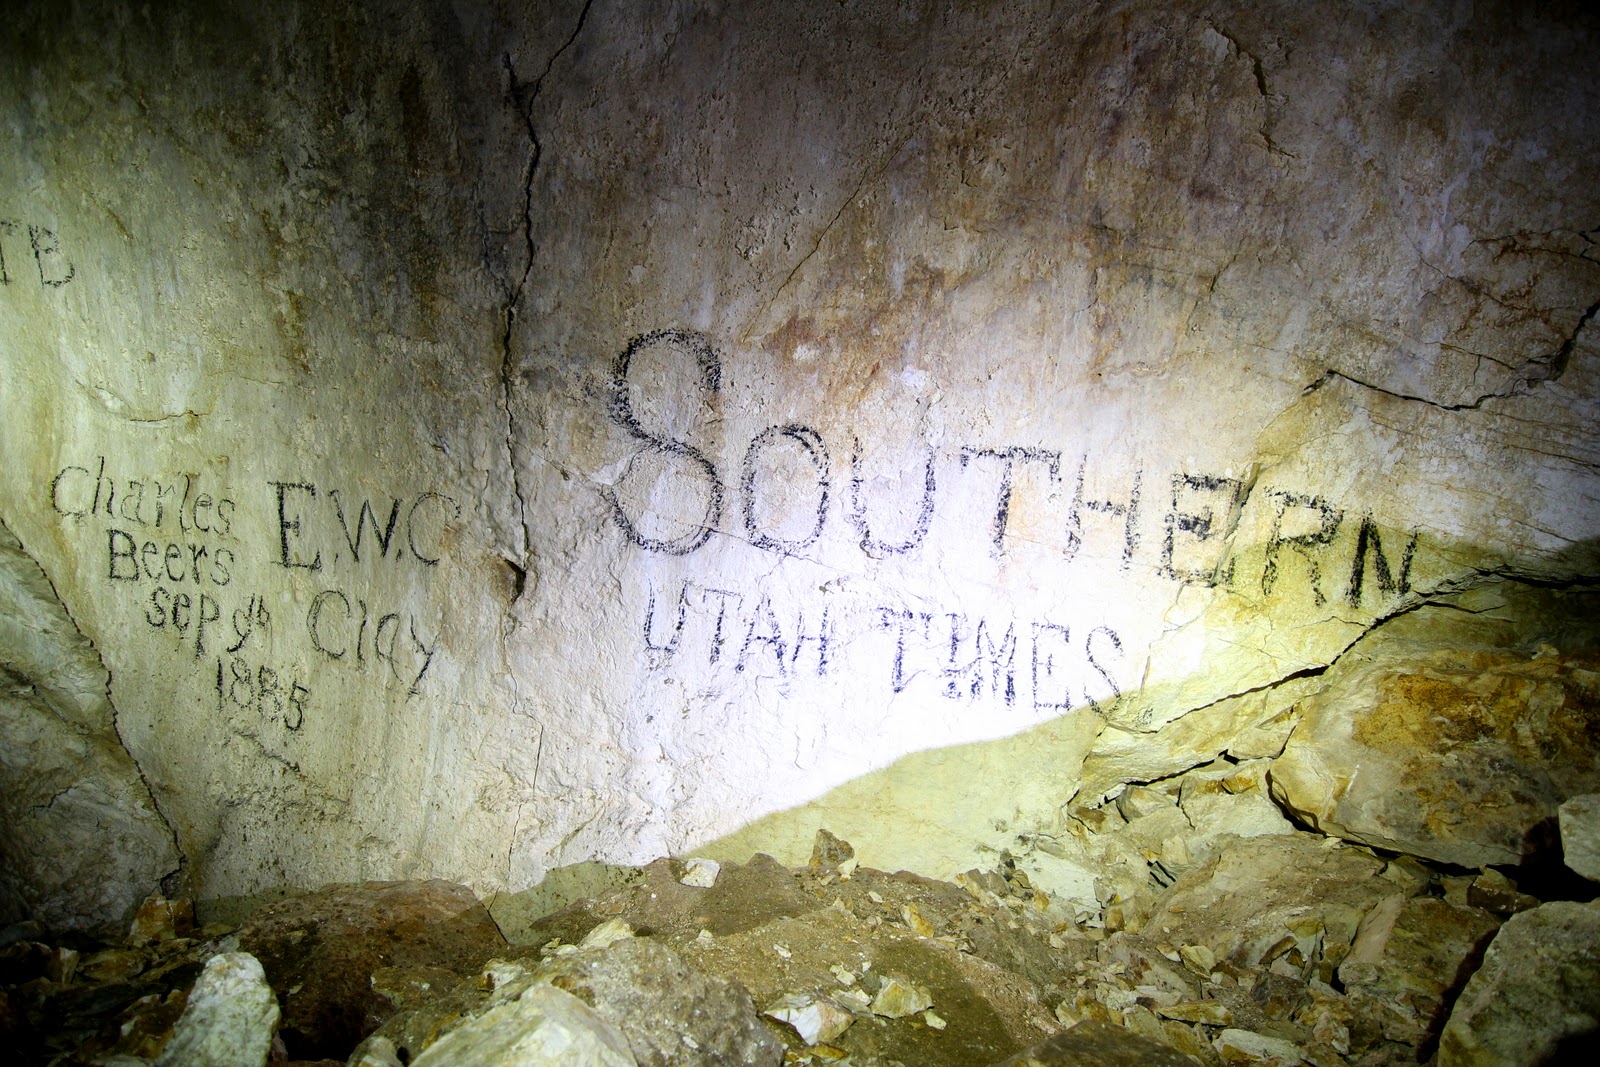 TB
Charles
Beers
Sep 9th
1885
E.W.C
Clay
SOUTHERN
UTAH TIMES